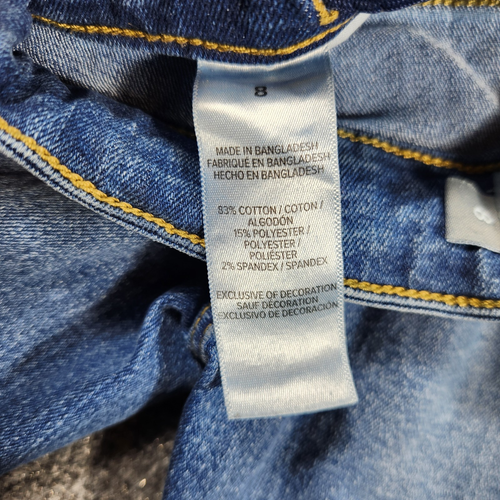 8
MADE IN BANGLADESH
FABRIQUÉ EN BANGLADESH
HECHO EN BANGLADESH
83% COTTON / COTON /
ALGODÓN
15% POLYESTER /
POLYESTER /
POLIÉSTER
2% SPANDEX / SPANDEX
EXCLUSIVE OF DECORATION
SAUF DÉCORATION
EXCLUSIVO DE DECORACIÓN